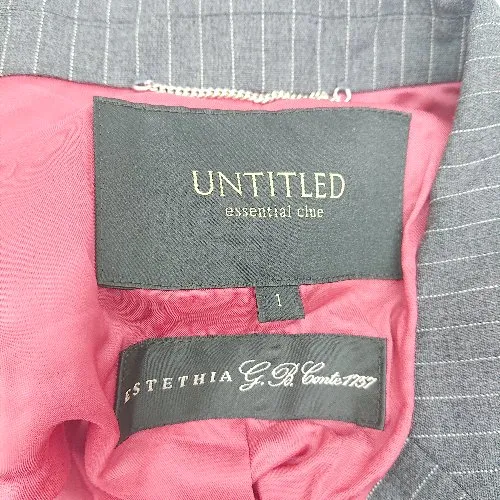 UNTITLED
essential clue
1
ESTETHIA G.B. Conte 1757